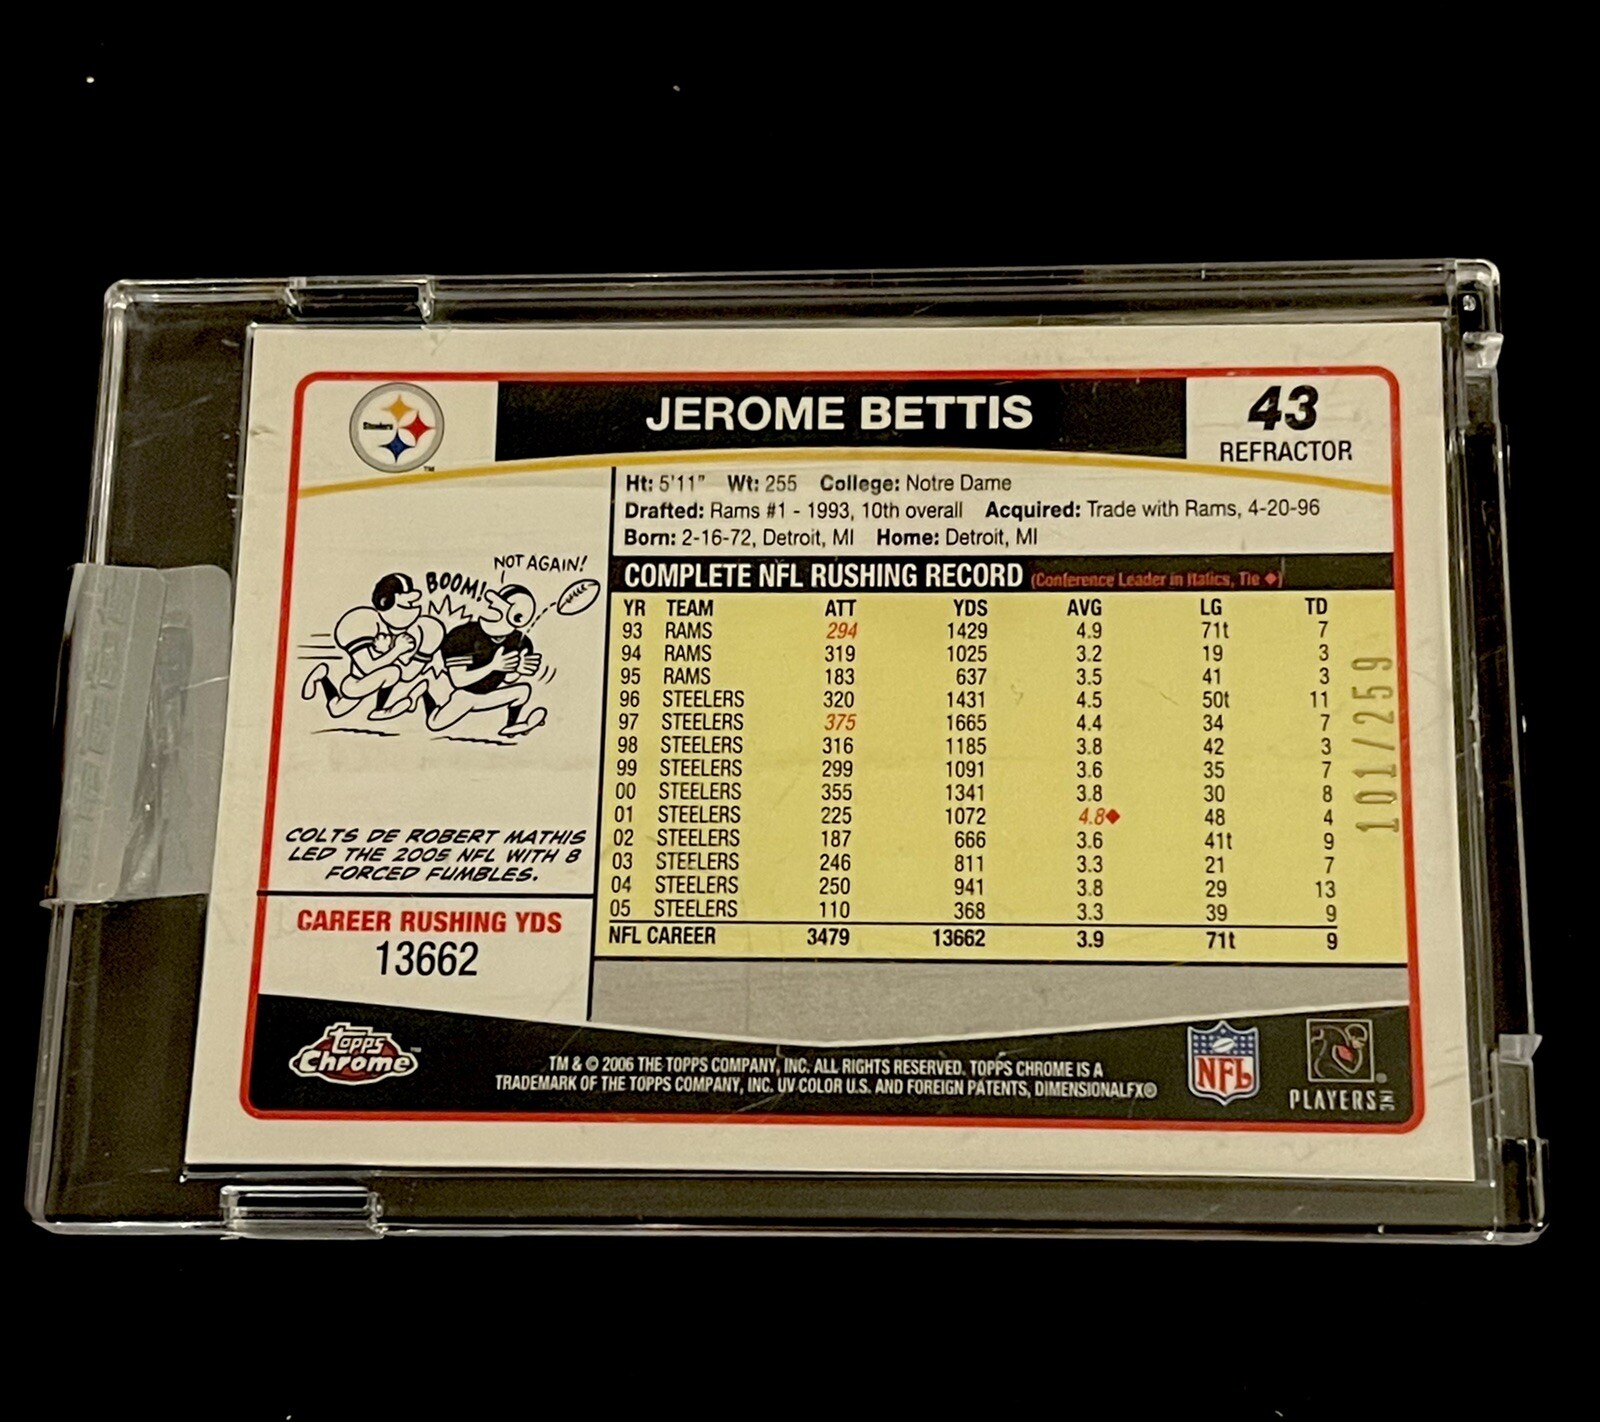 Steelers
TM
JEROME BETTIS
43
REFRACTOR
Ht: 5'11" Wt: 255 College: Notre Dame
Drafted: Rams #1 - 1993, 10th overall Acquired: Trade with Rams, 4-20-96
Born: 2-16-72, Detroit, MI Home: Detroit, MI
NOT AGAIN!
BOOM!
COLTS DE ROBERT MATHIS
LED THE 2005 NFL WITH 8
FORCED FUMBLES.
CAREER RUSHING YDS
13662
COMPLETE NFL RUSHING RECORD (Conference Leader in Italics, Tie ◆)
YR TEAM ATT YDS AVG LG TD
93 RAMS 294 1429 4.9 71t 7
94 RAMS 319 1025 3.2 19 3
95 RAMS 183 637 3.5 41 3
96 STEELERS 320 1431 4.5 50t 11
97 STEELERS 375 1665 4.4 34 7
98 STEELERS 316 1185 3.8 42 3
99 STEELERS 299 1091 3.6 35 7
00 STEELERS 355 1341 3.8 30 8
01 STEELERS 225 1072 4.8◆ 48 4
02 STEELERS 187 666 3.6 41t 9
03 STEELERS 246 811 3.3 21 7
04 STEELERS 250 941 3.8 29 13
05 STEELERS 110 368 3.3 39 9
NFL CAREER 3479 13662 3.9 71t 9
101/259
Topps
Chrome™
TM & © 2006 THE TOPPS COMPANY, INC. ALL RIGHTS RESERVED. TOPPS CHROME IS A
TRADEMARK OF THE TOPPS COMPANY, INC. UV COLOR U.S. AND FOREIGN PATENTS, DIMENSIONALFX®
NFL
PLAYERS INC ®